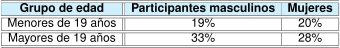 Grupo de edad Participantes masculinos Mujeres
Menores de 19 años 19% 20%
Mayores de 19 años 33% 28%